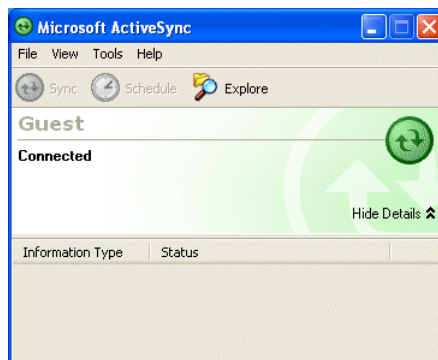 Microsoft ActiveSync
File View Tools Help
Sync Schedule Explore
Guest
Connected
Hide Details
Information Type Status